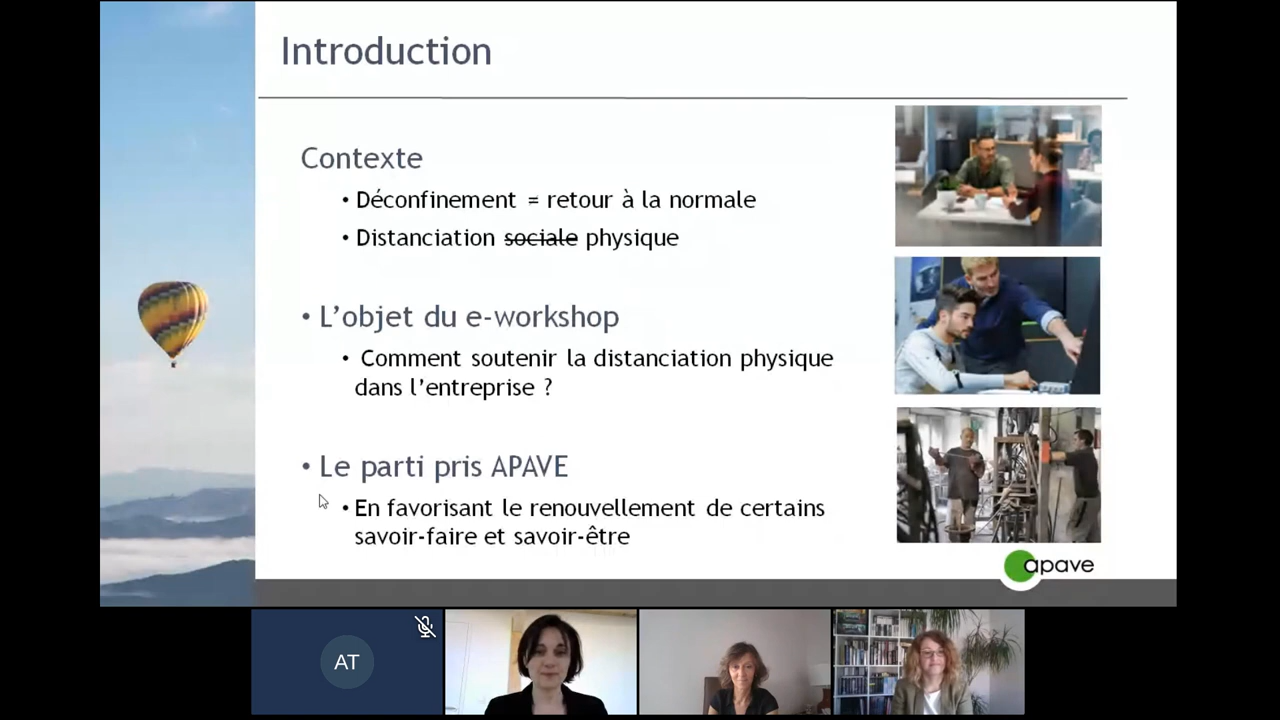 Introduction
Contexte
• Déconfinement = retour à la normale
• Distanciation sociale physique
• L'objet du e-workshop
• Comment soutenir la distanciation physique
dans l'entreprise ?
• Le parti pris APAVE
• En favorisant le renouvellement de certains
savoir-faire et savoir-être
apave
AT